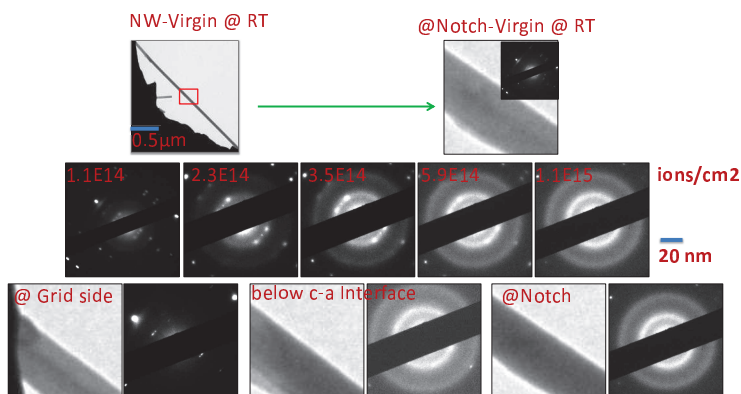 NW-Virgin @ RT
@Notch-Virgin @ RT
0.5µm
1.1E14 2.3E14 3.5E14 5.9E14 1.1E15 ions/cm2
20 nm
@ Grid side below c-a Interface @Notch